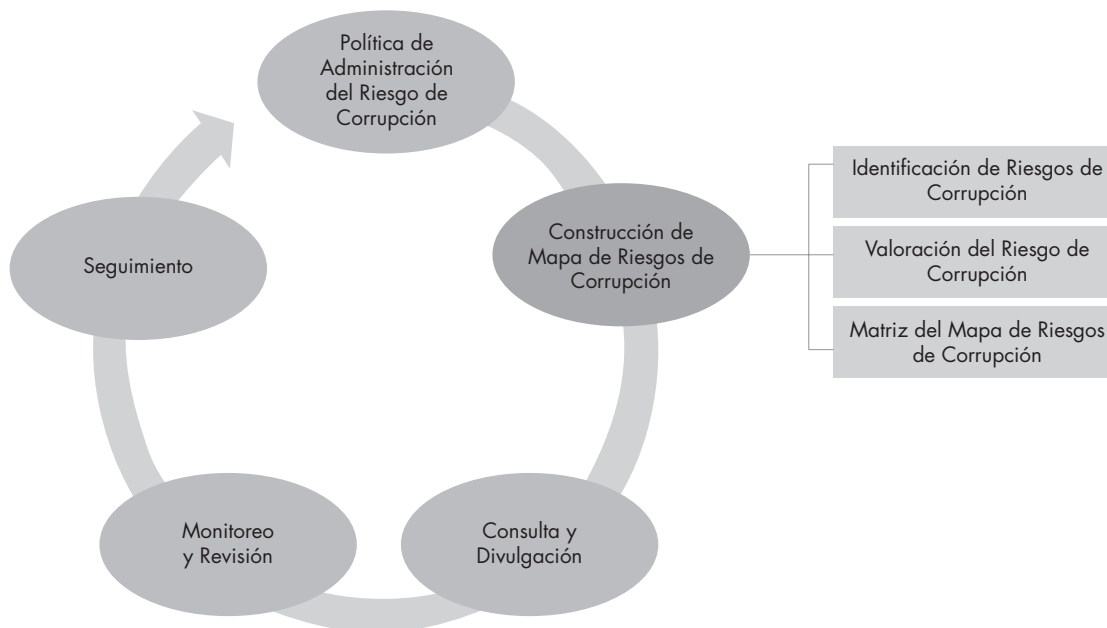 Política de
Administración
del Riesgo de
Corrupción
Construcción de
Mapa de Riesgos de
Corrupción
Identificación de Riesgos de
Corrupción
Valoración del Riesgo de
Corrupción
Matriz del Mapa de Riesgos
de Corrupción
Consulta y
Divulgación
Monitoreo
y Revisión
Seguimiento